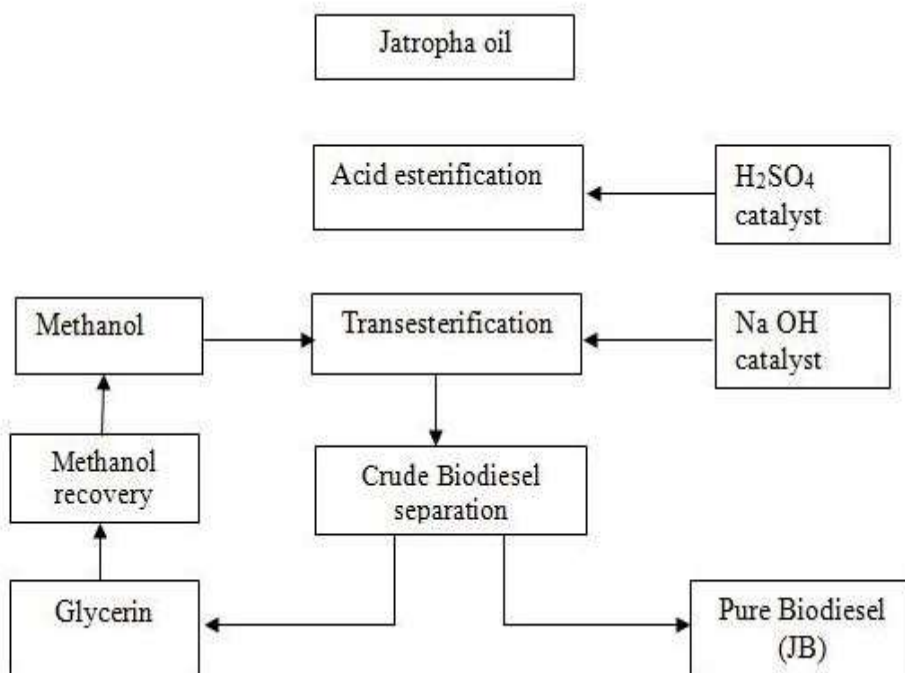 Jatropha oil
Acid esterification
H₂SO₄
catalyst
Methanol
Transesterification
Na OH
catalyst
Methanol
recovery
Crude Biodiesel
separation
Glycerin
Pure Biodiesel
(JB)